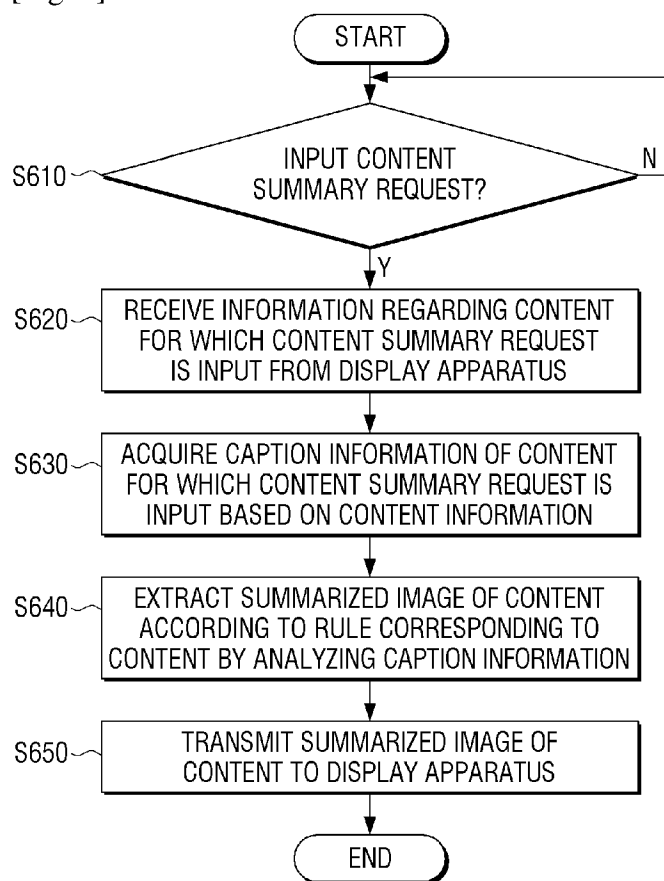 START
INPUT CONTENT
SUMMARY REQUEST?
N
S610
Y
S620
RECEIVE INFORMATION REGARDING CONTENT
FOR WHICH CONTENT SUMMARY REQUEST
IS INPUT FROM DISPLAY APPARATUS
S630
ACQUIRE CAPTION INFORMATION OF CONTENT
FOR WHICH CONTENT SUMMARY REQUEST IS
INPUT BASED ON CONTENT INFORMATION
S640
EXTRACT SUMMARIZED IMAGE OF CONTENT
ACCORDING TO RULE CORRESPONDING TO
CONTENT BY ANALYZING CAPTION INFORMATION
S650
TRANSMIT SUMMARIZED IMAGE OF
CONTENT TO DISPLAY APPARATUS
END